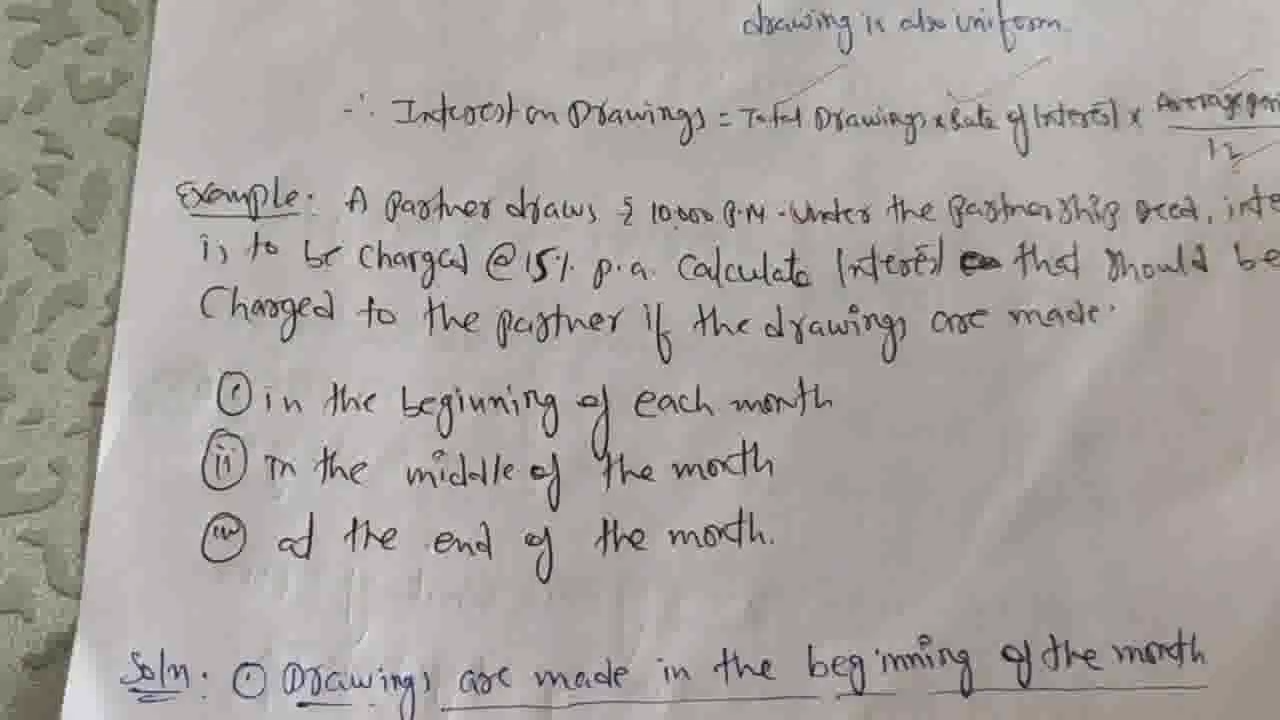 drawing is also uniform.
∴ Interest on Drawings = Total Drawings x Rate of Interest x Average peri
12
Example: A partner draws ₹ 10,000 P.M. Under the partnership deed, inte
is to be charged @ 15% p.a. Calculate Interest that should be
Charged to the partner if the drawings are made.
(i) in the beginning of each month
(ii) in the middle of the month
(iii) at the end of the month.
Soln: (i) Drawings are made in the beginning of the month